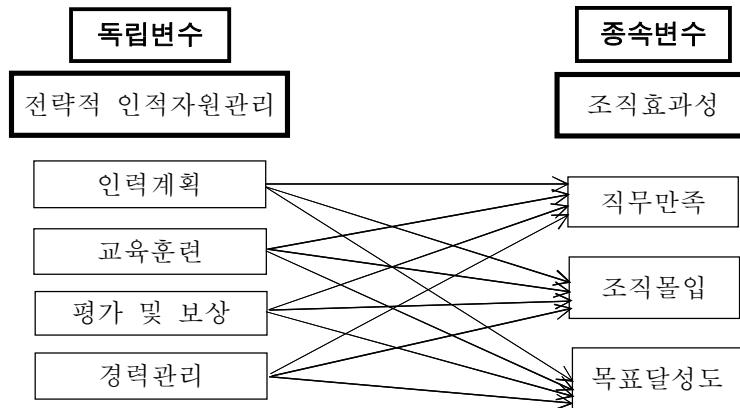 독립변수
종속변수
전략적 인적자원관리
조직효과성
인력계획
직무만족
교육훈련
조직몰입
평가 및 보상
경력관리
목표달성도